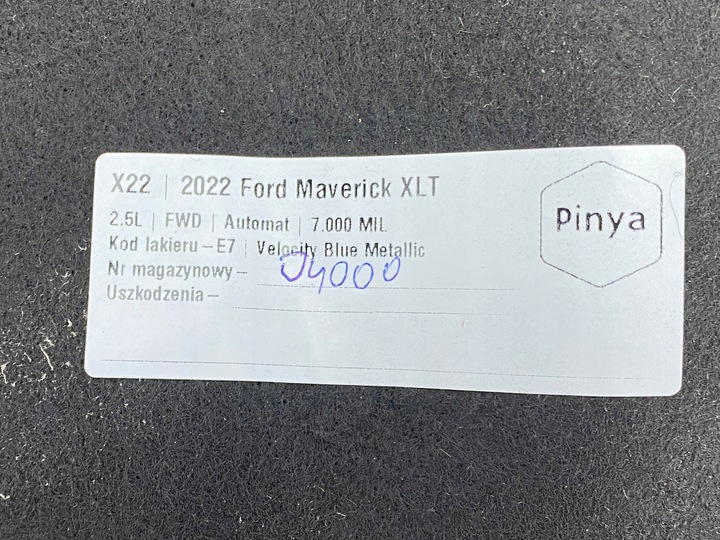 X22 | 2022 Ford Maverick XLT
2.5L | FWD | Automat | 7.000 MIL
Kod lakieru – E7 | Velocity Blue Metallic
Nr magazynowy –
Uszkodzenia –
Pinya